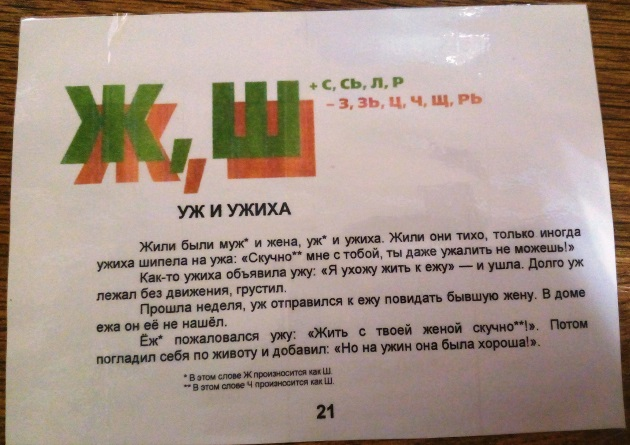 Ж, Ш
+ С, СЬ, Л, Р
– З, ЗЬ, Ц, Ч, Щ, РЬ
УЖ И УЖИХА
Жили были муж* и жена, уж* и ужиха. Жили они тихо, только иногда
ужиха шипела на ужа: «Скучно** мне с тобой, ты даже ужалить не можешь!»
Как-то ужиха объявила ужу: «Я ухожу жить к ежу» — и ушла. Долго уж
лежал без движения, грустил.
Прошла неделя, уж отправился к ежу повидать бывшую жену. В доме
ежа он её не нашёл.
Ёж* пожаловался ужу: «Жить с твоей женой скучно**!». Потом
погладил себя по животу и добавил: «Но на ужин она была хороша!».
* В этом слове Ж произносится как Ш.
** В этом слове Ч произносится как Ш.
21